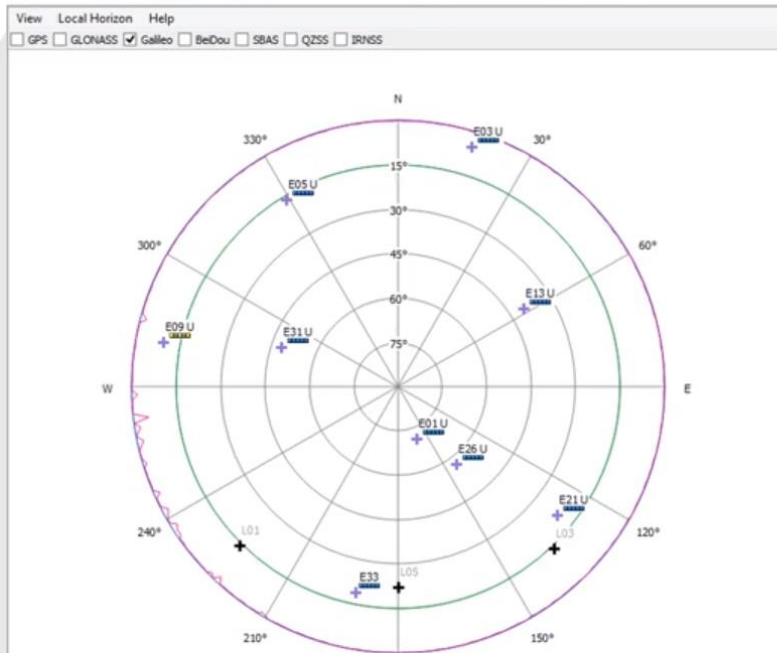 View Local Horizon Help
GPS GLONASS Galileo BeiDou SBAS QZSS IRNSS
N
330° E03 U 30°
15°
E05 U
30°
300° 60°
45°
E13 U
60°
E09 U E31 U
75°
W E
E01 U
E26 U
E21 U
240° L01 L03 120°
E33 L05
210° 150°